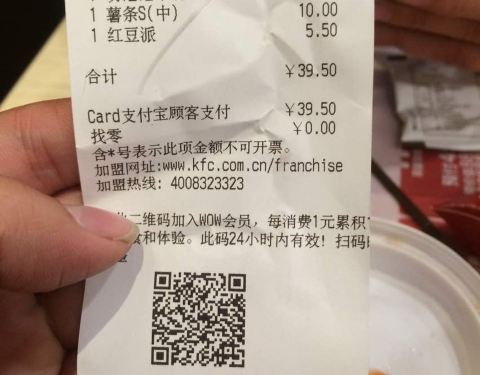 1 薯条S(中) 10.00
1 红豆派 5.50
合计 ￥39.50
Card支付宝顾客支付 ￥39.50
找零 ￥0.00
含*号表示此项金额不可开票。
加盟网址:www.kfc.com.cn/franchise
加盟热线: 4008323323
二维码加入WOW会员，每消费1元累积1
食和体验。此码24小时内有效! 扫码